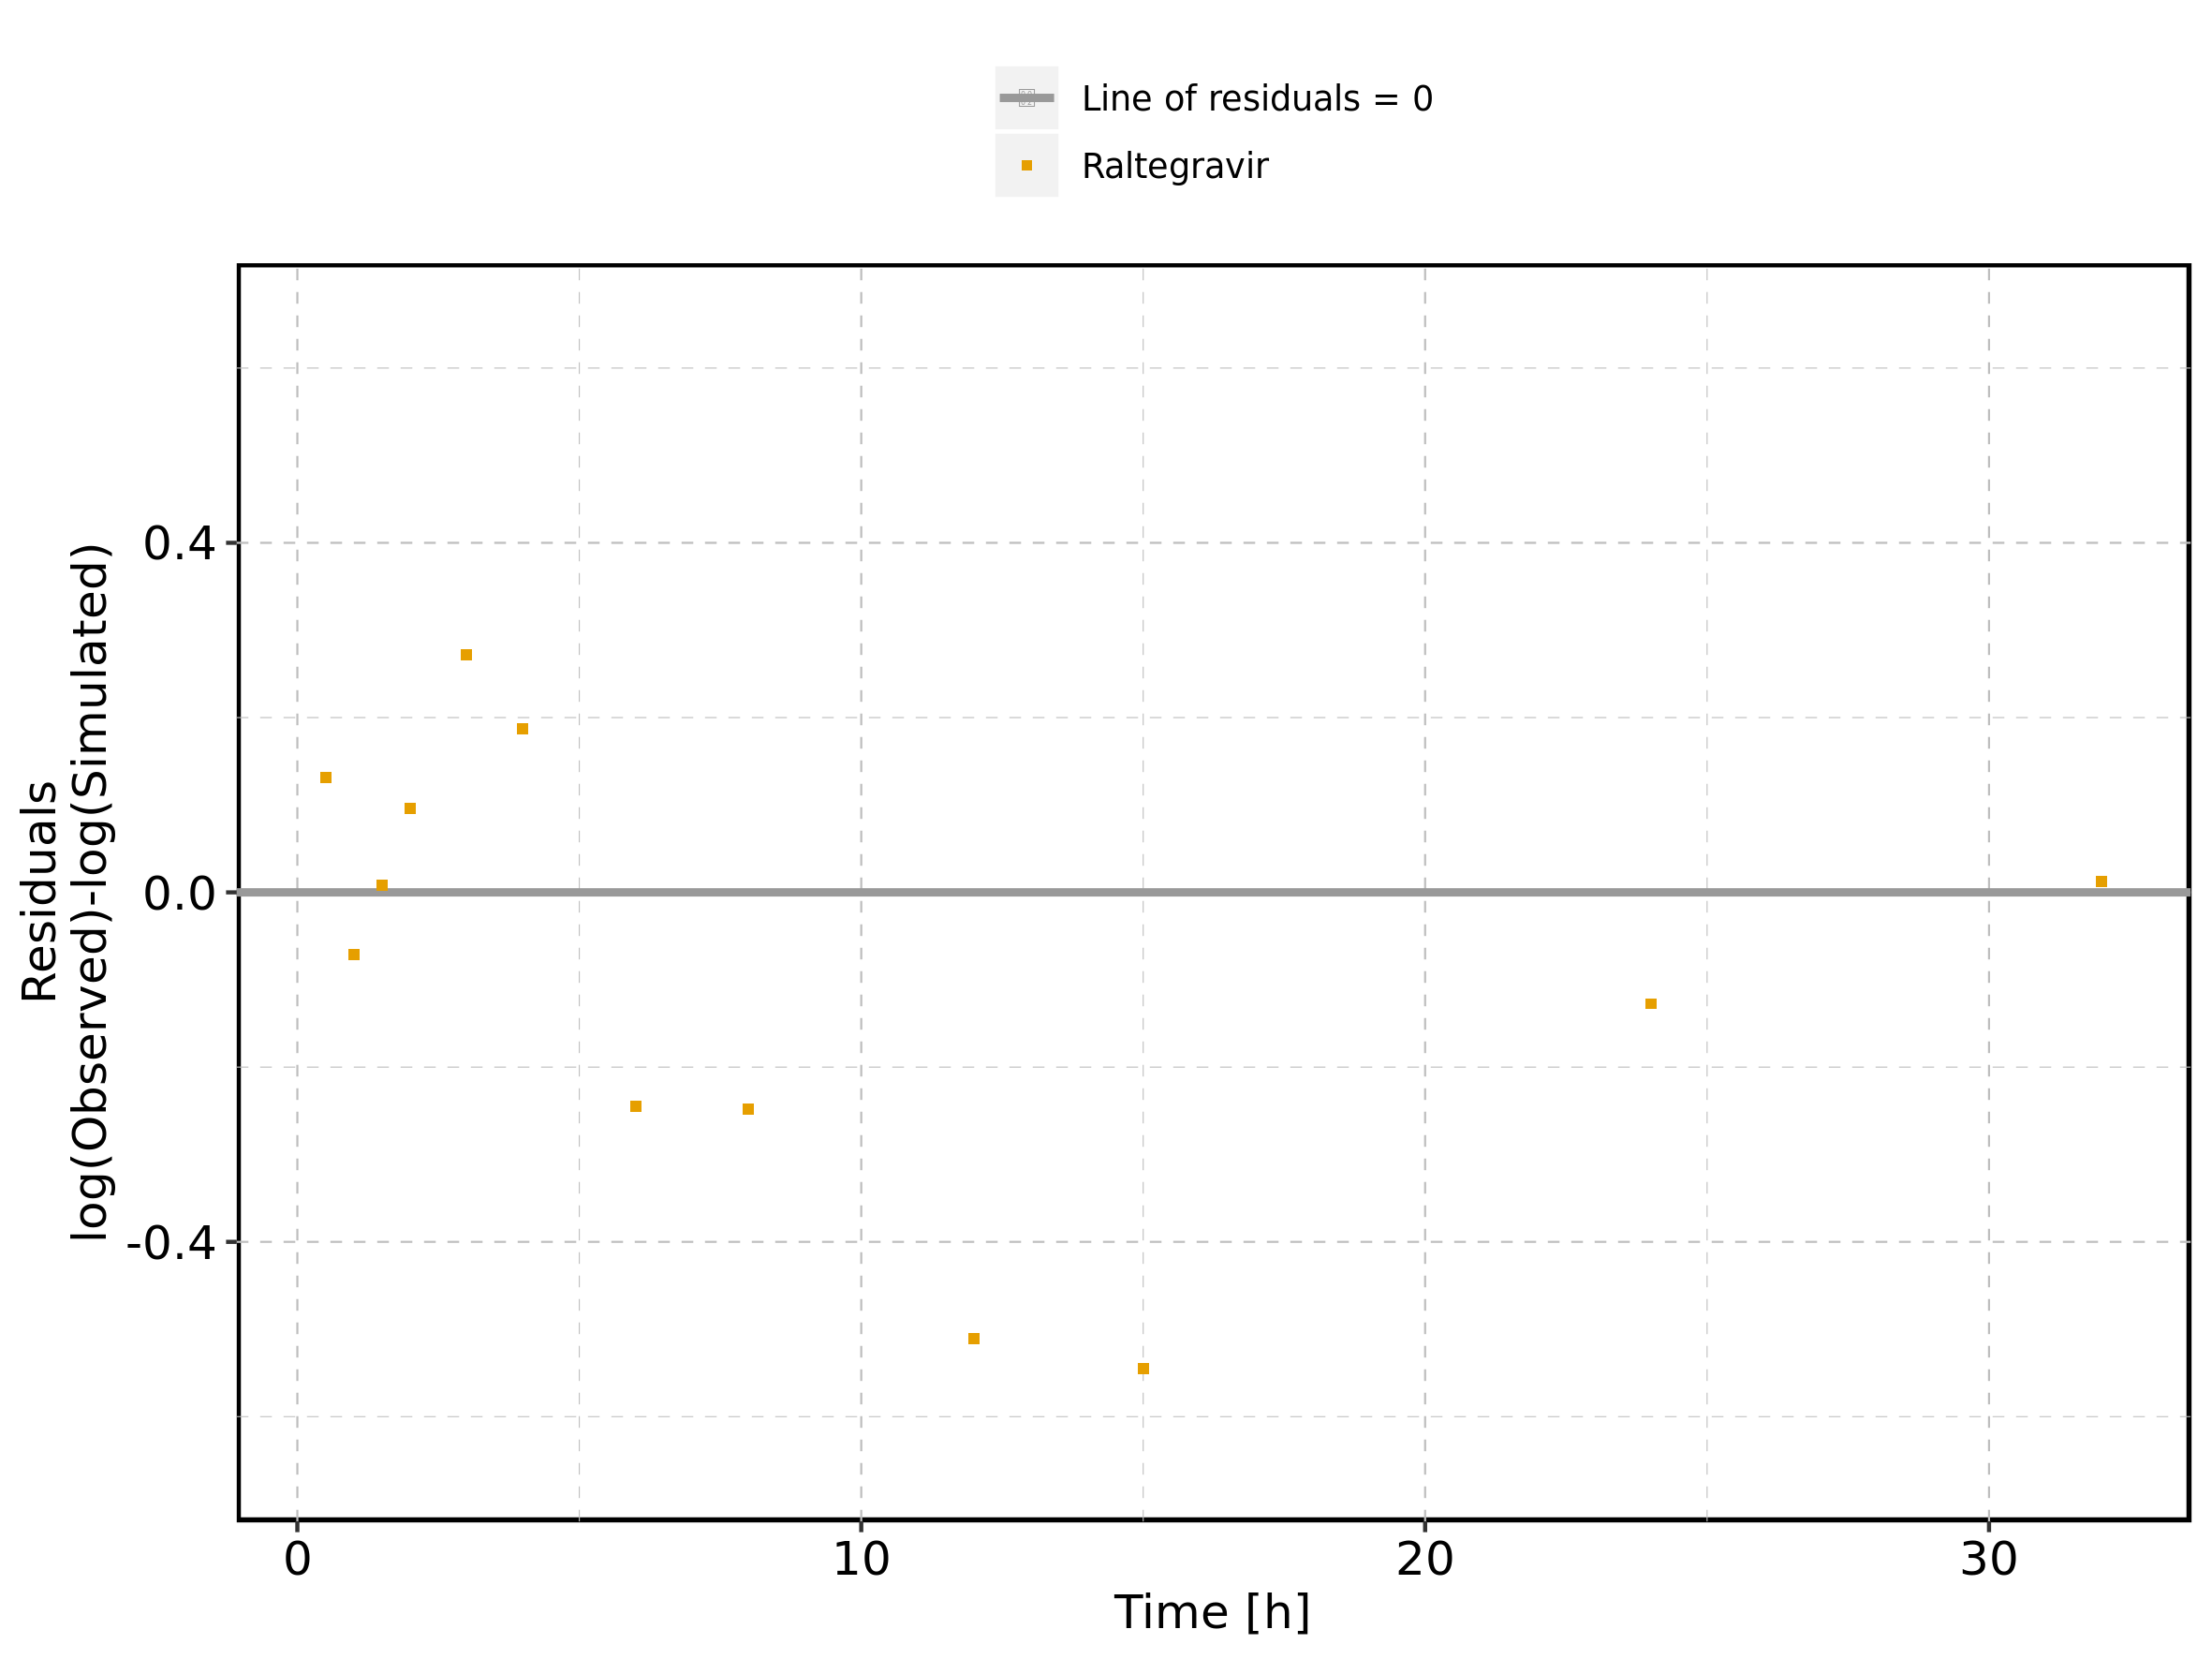 Line of residuals = 0
Raltegravir
Residuals
log(Observed)-log(Simulated)
0.4
0.0
-0.4
0
10
20
30
Time [h]